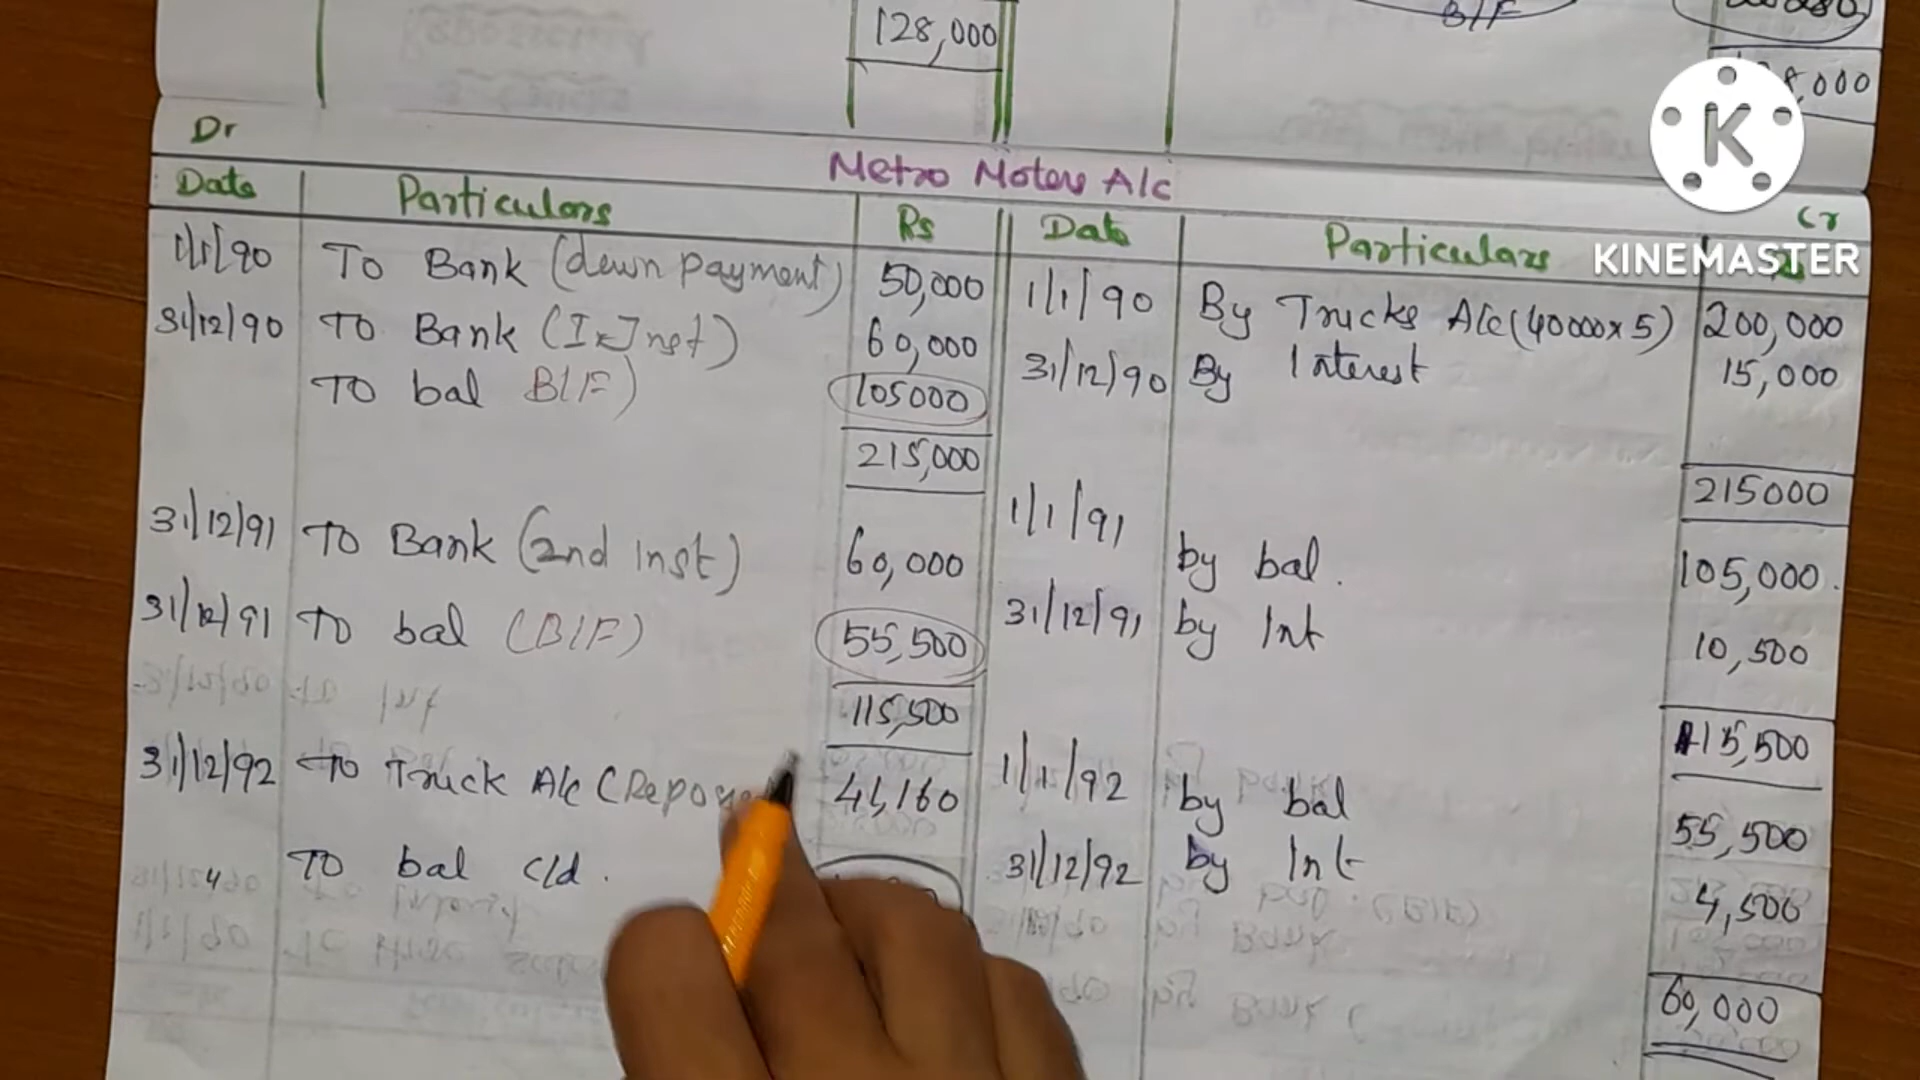 128,000
B/F
8,000
K
KINEMASTER
Dr
Metro Motors A/c
Cr
Date Particulars Rs Date Particulars
1/1/90 To Bank (down payment) 50,000 1/1/90 By Trucks A/c (40000x5) 200,000
31/12/90 To Bank (I Inst) 60,000 31/12/90 By Interest 15,000
To bal B/F) 105000
215,000 215000
31/12/91 To Bank (2nd inst) 60,000 1/1/91 by bal. 105,000.
31/12/91 To bal (B/F) 55,500 31/12/91 by Int 10,500
115,500 115,500
31/12/92 To Truck A/c 41,160 1/1/92 by bal 55,500
To bal c/d. 31/12/92 by Int 4,500
60,000